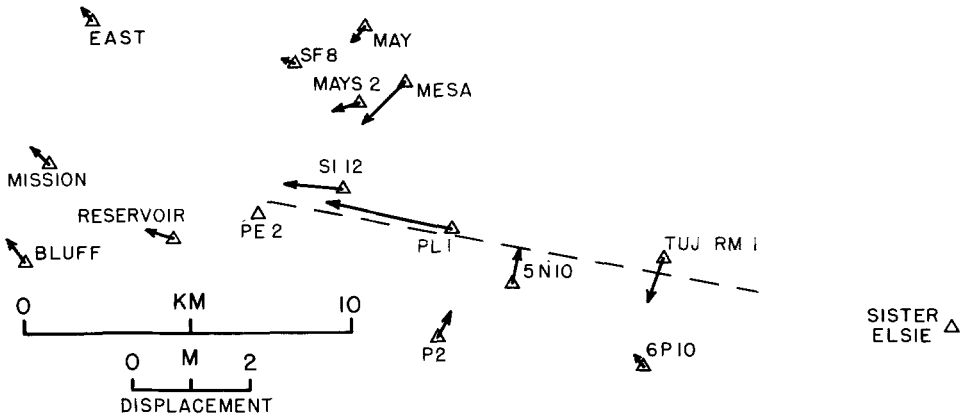 EAST
MAY
SF8
MAYS 2
MESA
MISSION
SI 12
RESERVOIR
PE 2
PL 1
TUJ RM 1
BLUFF
5N10
0 KM 10
SISTER
ELSIE
P2
6P10
0 M 2
DISPLACEMENT